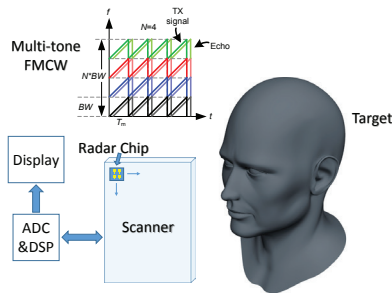 f
N=4
TX
signal
Echo
Multi-tone
FMCW
N*BW
BW
Tm
t
Target
Radar Chip
Display
Scanner
ADC
&DSP